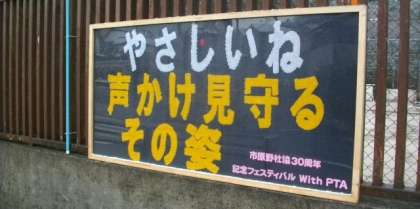 やさしいね
声かけ見守る
その姿
市原野社協30周年
記念フェスティバル With PTA